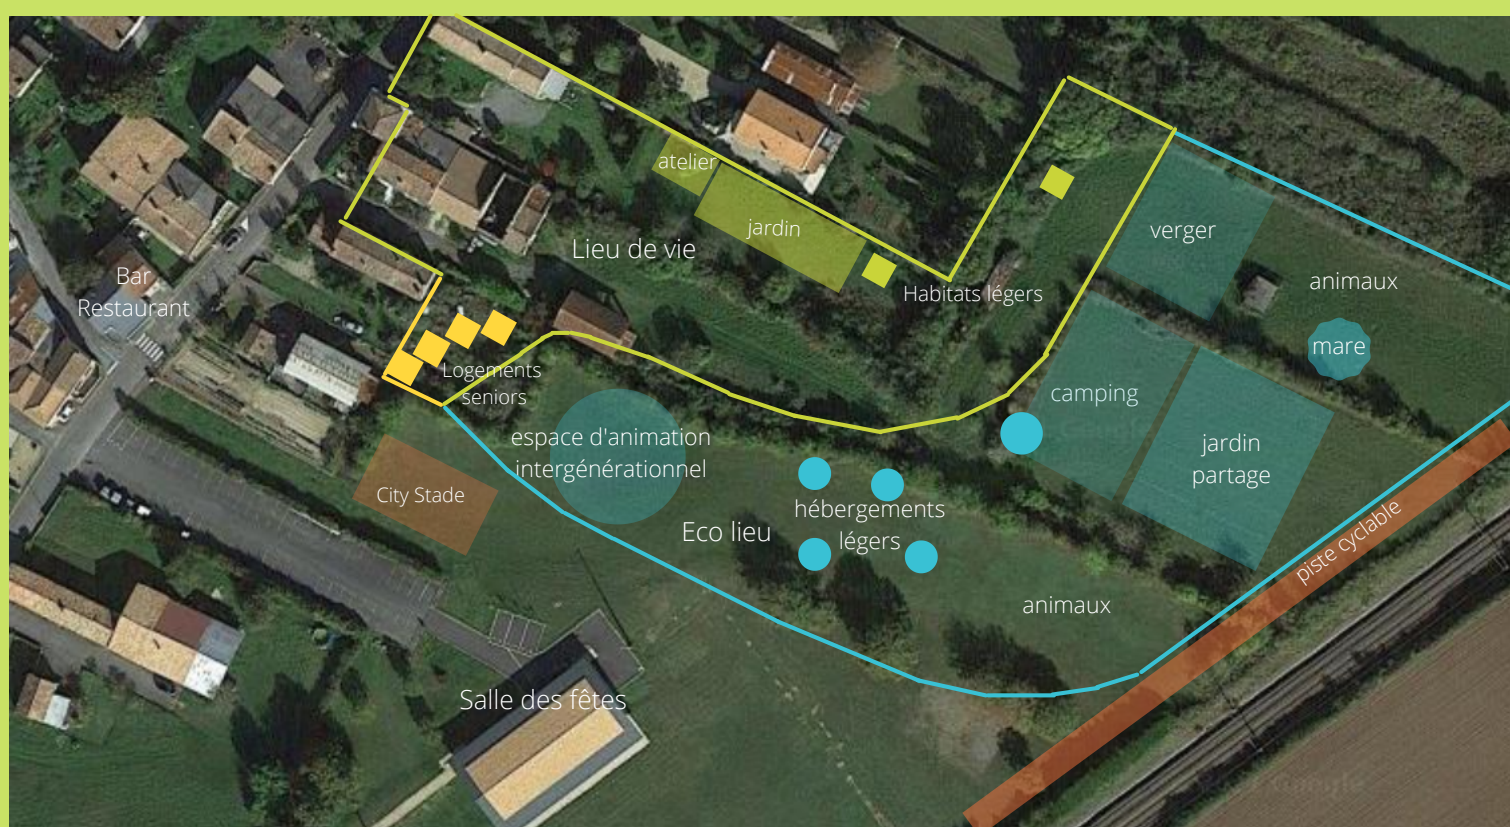 atelier
jardin
Lieu de vie
verger
Bar
Restaurant
Habitats légers
animaux
mare
Logements
seniors
camping
espace d'animation
intergénérationnel
jardin
partage
City Stade
hébergements
légers
Eco lieu
piste cyclable
animaux
Salle des fêtes
Google